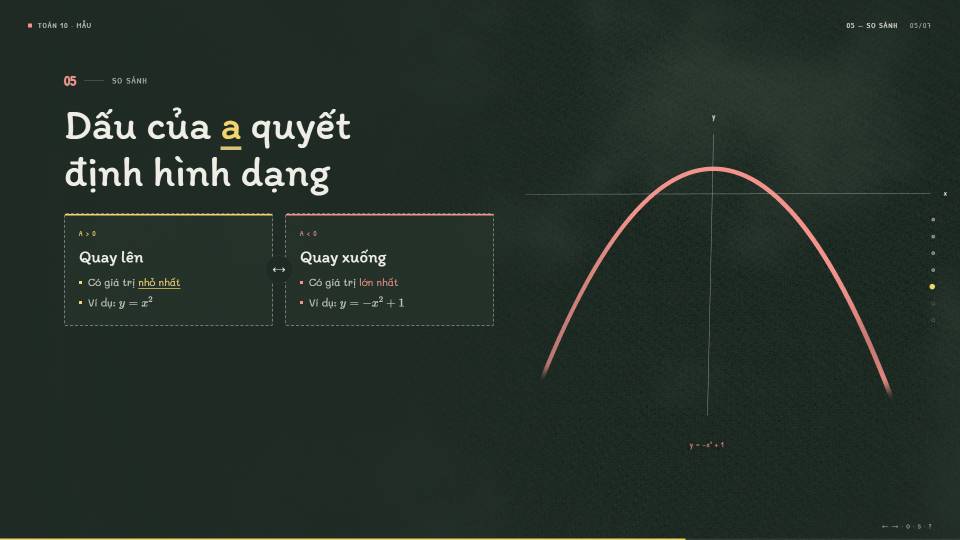 TOÁN 10 · MẪU
05 — SO SÁNH 05/07
05 — SO SÁNH
Dấu của a quyết
định hình dạng
A > 0
Quay lên
Có giá trị nhỏ nhất
Ví dụ: y = x²
↔
A < 0
Quay xuống
Có giá trị lớn nhất
Ví dụ: y = −x² + 1
y
x
y = −x² + 1
← → · O · S · ?